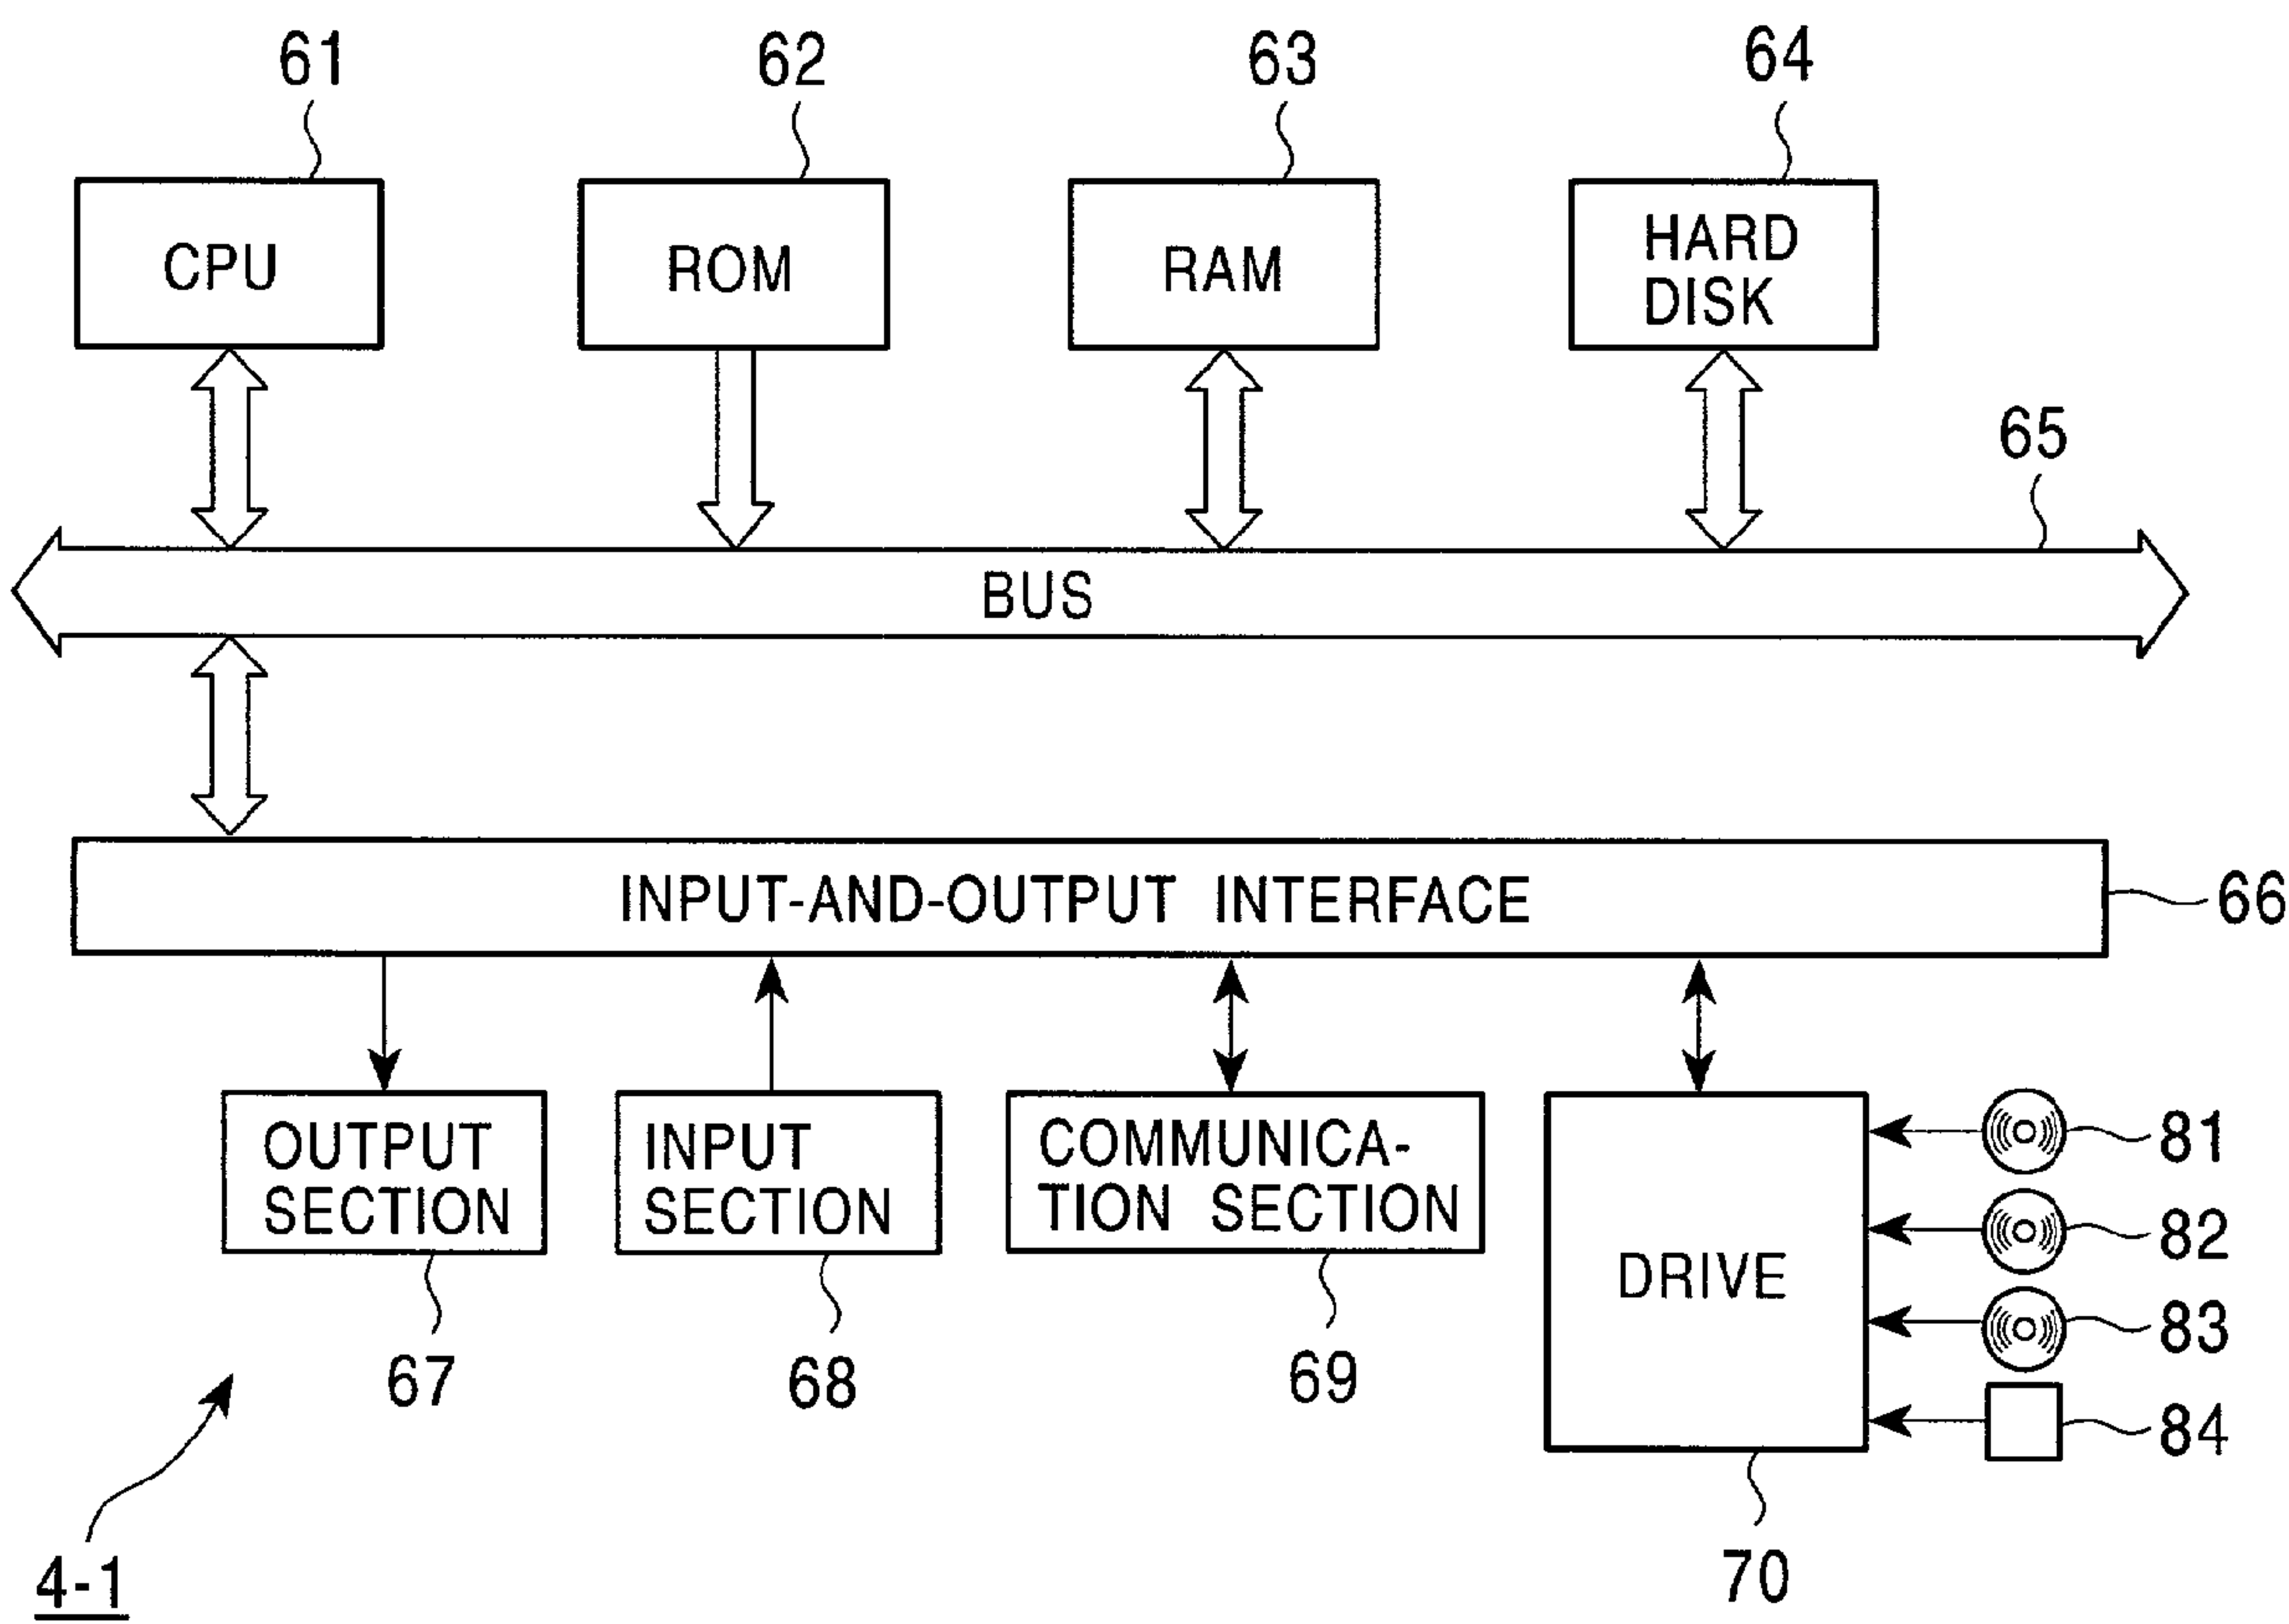 61
62
63
64
CPU
ROM
RAM
HARD
DISK
65
BUS
INPUT-AND-OUTPUT INTERFACE
66
OUTPUT
SECTION
INPUT
SECTION
COMMUNICA-
TION SECTION
DRIVE
81
82
83
84
67
68
69
70
4-1